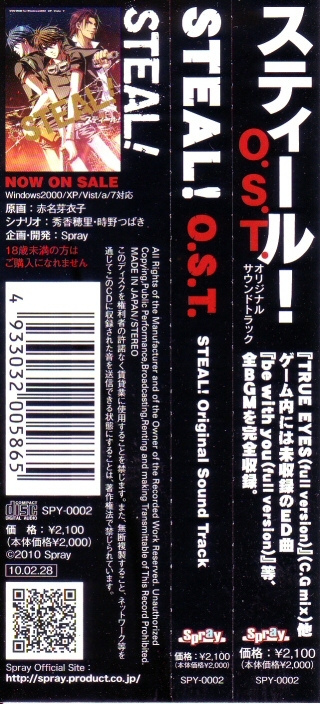 STEAL!
NOW ON SALE
Windows2000/XP/Vist/a/7対応
原画：赤名芽衣子
シナリオ：秀香穂里・時野つばき
企画・開発：Spray
18歳未満の方は
ご購入になれません
4 933032 005865
COMPACT
disc
DIGITAL AUDIO
SPY-0002
価格：¥2,100
(本体価格¥2,000)
©2010 Spray
10.02.28
Spray Official Site：
http://spray.product.co.jp/
STEAL!
All Rights of the Manufacturer and of the Owner of the Recorded Work Reserved. Unauthorized
Copying,Public Performance,Broadcasting,Renting and making Transmittable of This Record Prohibited.
MADE IN JAPAN/STEREO
このディスクを権利者の許諾なく賃貸業に使用することを禁じます。また、無断複製すること、ネットワーク等を
通じてこのCDに収録された音を送信できる状態にすることは、著作権法で禁じられています。
STEAL! O.S.T.
STEAL! Original Sound Track
Spray
価格：¥2,100
(本体価格¥2,000)
SPY-0002
スティール！
O.S.T.
オリジナル
サウンドトラック
『TRUE EYES(full version)』(C.G mix)他
ゲーム内には未収録のED曲
『be with you(full version)』等、
全BGMを完全収録。
Spray
価格：¥2,100
(本体価格¥2,000)
SPY-0002